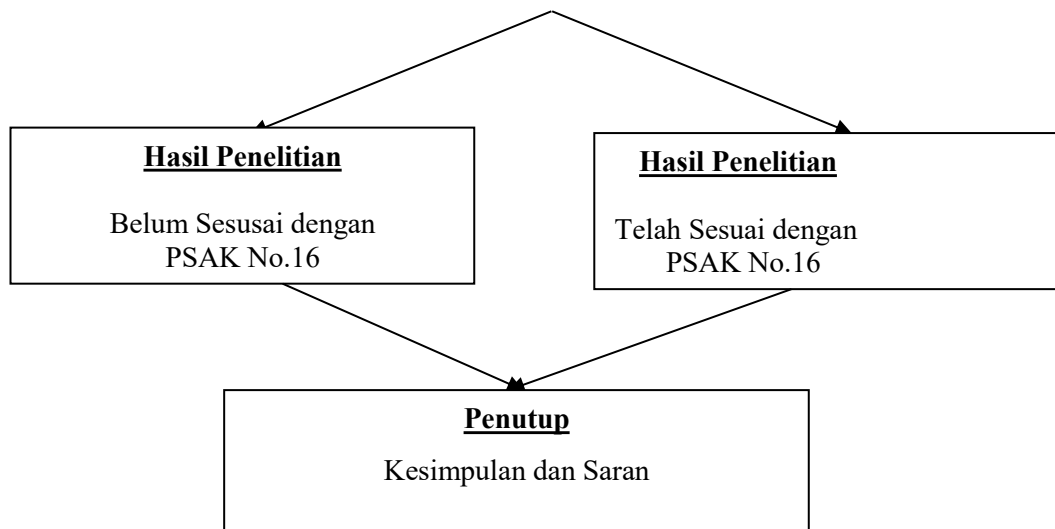 Hasil Penelitian
Belum Sesusai dengan
PSAK No.16
Hasil Penelitian
Telah Sesuai dengan
PSAK No.16
Penutup
Kesimpulan dan Saran